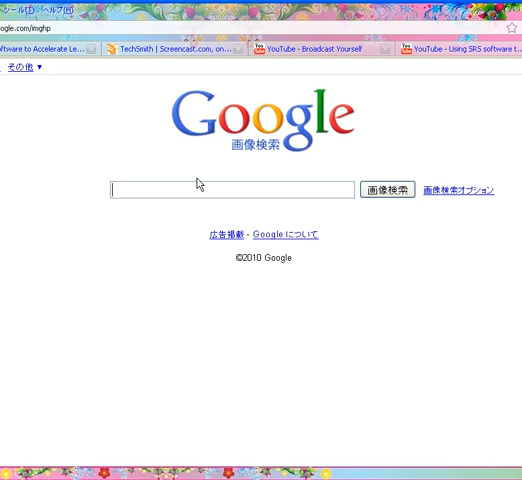 ツール(T) ヘルプ(H)
ogle.com/imghp
oftware to Accelerate Le... TechSmith | Screencast.com, on... YouTube - Broadcast Yourself YouTube - Using SRS software t...
その他 ▼
Google
画像検索
画像検索 画像検索オプション
広告掲載 - Google について
©2010 Google